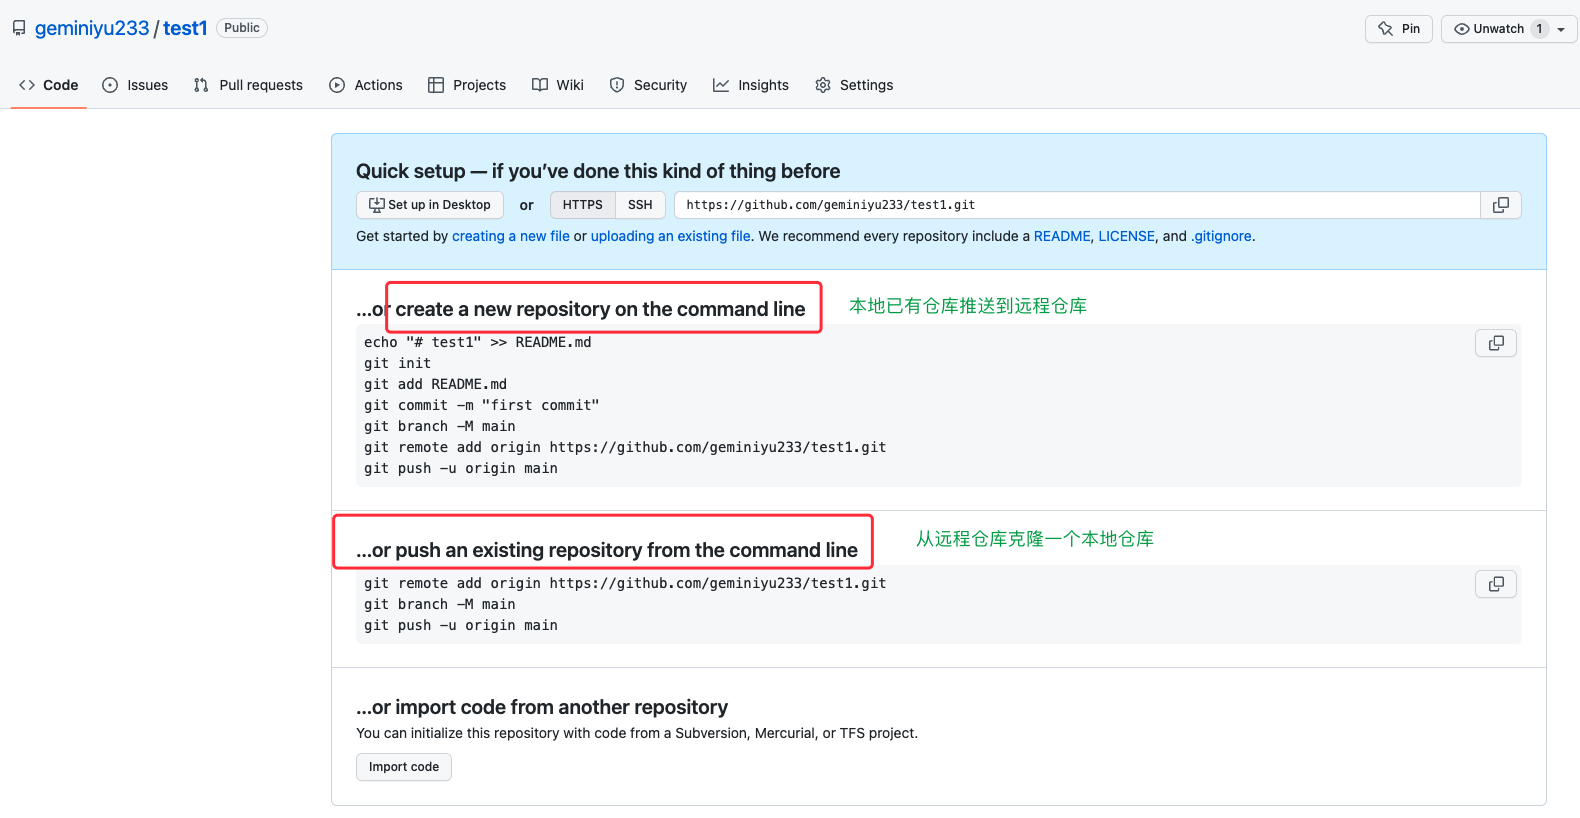 geminiyu233 / test1 Public
Pin
Unwatch 1
Code
Issues
Pull requests
Actions
Projects
Wiki
Security
Insights
Settings
Quick setup — if you’ve done this kind of thing before
Set up in Desktop or HTTPS SSH https://github.com/geminiyu233/test1.git
Get started by creating a new file or uploading an existing file. We recommend every repository include a README, LICENSE, and .gitignore.
…or create a new repository on the command line
本地已有仓库推送到远程仓库
echo "# test1" >> README.md
git init
git add README.md
git commit -m "first commit"
git branch -M main
git remote add origin https://github.com/geminiyu233/test1.git
git push -u origin main
…or push an existing repository from the command line
从远程仓库克隆一个本地仓库
git remote add origin https://github.com/geminiyu233/test1.git
git branch -M main
git push -u origin main
…or import code from another repository
You can initialize this repository with code from a Subversion, Mercurial, or TFS project.
Import code